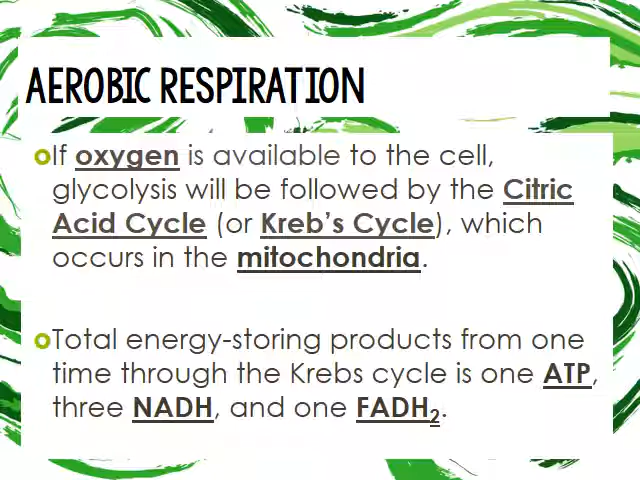 AEROBIC RESPIRATION
If oxygen is available to the cell,
glycolysis will be followed by the Citric
Acid Cycle (or Kreb’s Cycle), which
occurs in the mitochondria.
Total energy-storing products from one
time through the Krebs cycle is one ATP,
three NADH, and one FADH₂.